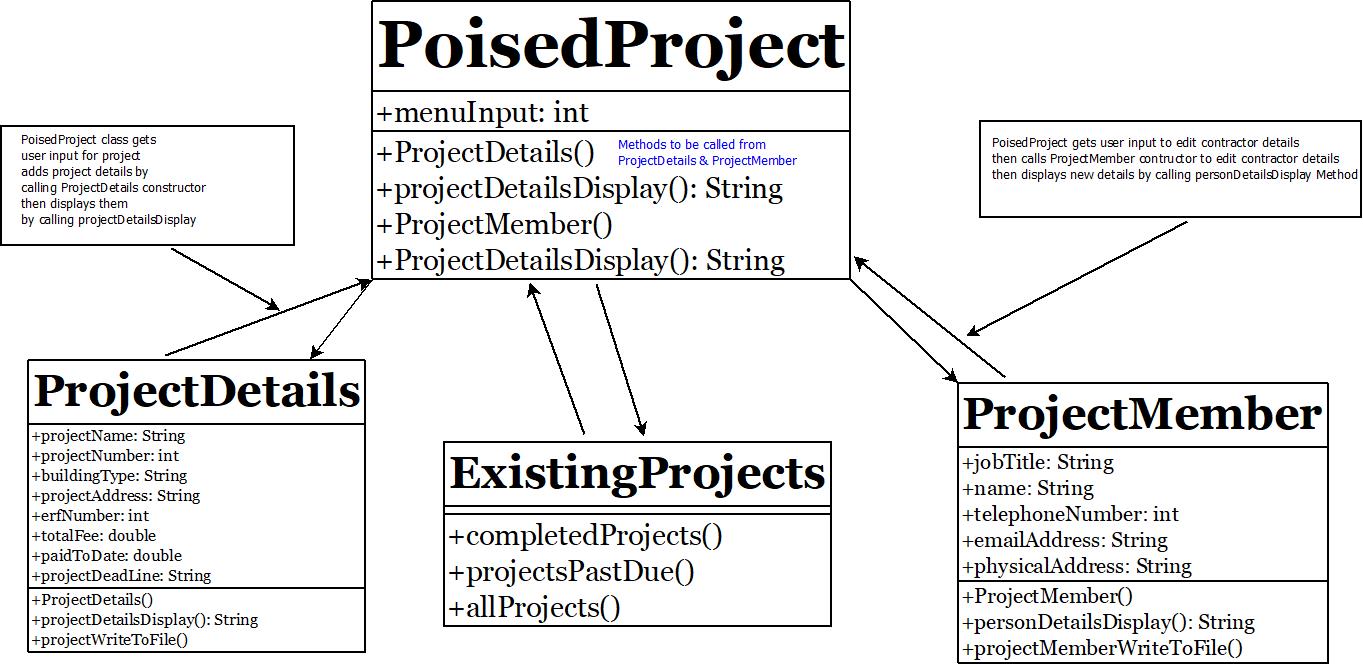 PoisedProject
+menuInput: int
+ProjectDetails()
Methods to be called from
ProjectDetails & ProjectMember
+projectDetailsDisplay(): String
+ProjectMember()
+ProjectDetailsDisplay(): String
PoisedProject class gets
user input for project
adds project details by
calling ProjectDetails constructor
then displays them
by calling projectDetailsDisplay
PoisedProject gets user input to edit contractor details
then calls ProjectMember contructor to edit contractor details
then displays new details by calling personDetailsDisplay Method
ProjectDetails
+projectName: String
+projectNumber: int
+buildingType: String
+projectAddress: String
+erfNumber: int
+totalFee: double
+paidToDate: double
+projectDeadLine: String
+ProjectDetails()
+projectDetailsDisplay(): String
+projectWriteToFile()
ExistingProjects
+completedProjects()
+projectsPastDue()
+allProjects()
ProjectMember
+jobTitle: String
+name: String
+telephoneNumber: int
+emailAddress: String
+physicalAddress: String
+ProjectMember()
+personDetailsDisplay(): String
+projectMemberWriteToFile()